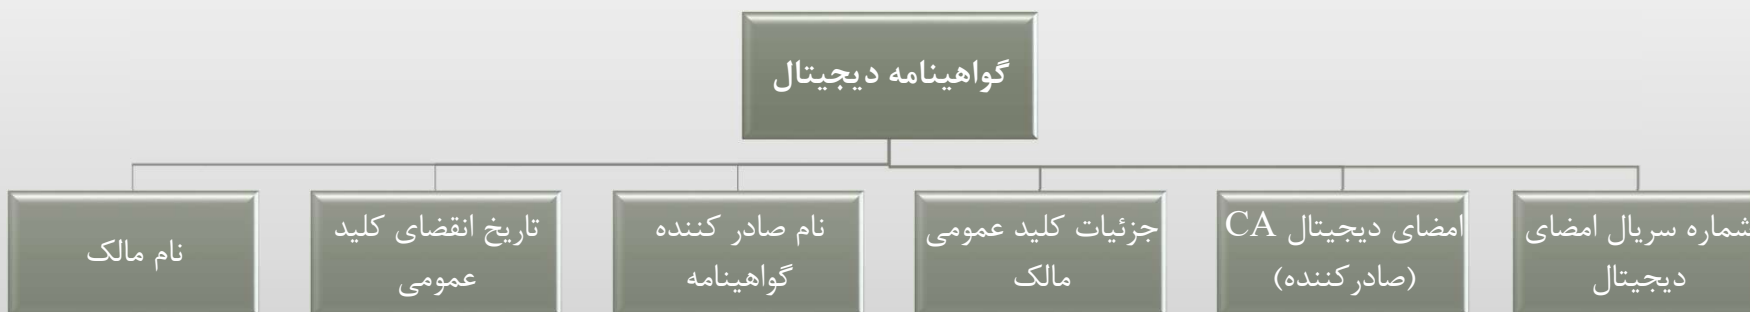 گواهینامه دیجیتال
شماره سریال امضای
دیجیتال
امضای دیجیتال CA
(صادرکننده)
جزئیات کلید عمومی
مالک
نام صادر کننده
گواهینامه
تاریخ انقضای کلید
عمومی
نام مالک